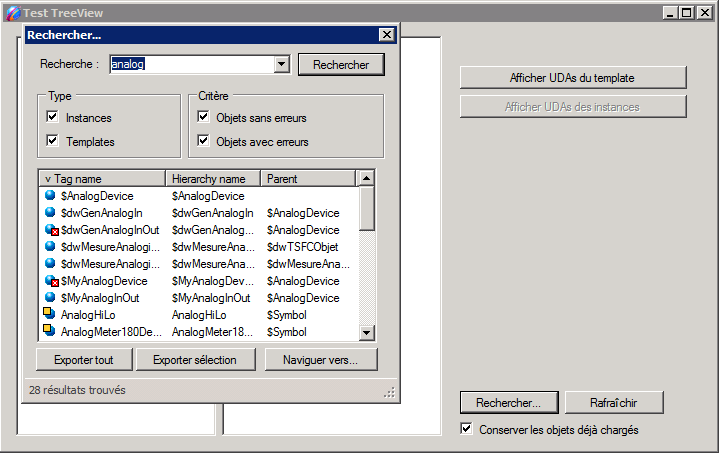 Test TreeView
Rechercher...
Recherche :
analog
Rechercher
Type
Critère
Instances
Objets sans erreurs
Templates
Objets avec erreurs
v Tag name Hierarchy name Parent
$AnalogDevice $AnalogDevice
$dwGenAnalogIn $dwGenAnalogIn $AnalogDevice
$dwGenAnalogInOut $dwGenAnalog... $AnalogDevice
$dwMesureAnalogi... $dwMesureAna... $dwTSFCObjet
$dwMesureAnalogi... $dwMesureAna... $dwMesureAna...
$MyAnalogDevice $MyAnalogDev... $AnalogDevice
$MyAnalogInOut $MyAnalogInOut $AnalogDevice
AnalogHiLo AnalogHiLo $Symbol
AnalogMeter180De... AnalogMeter18... $Symbol
Exporter tout
Exporter sélection
Naviguer vers...
28 résultats trouvés
Afficher UDAs du template
Afficher UDAs des instances
Rechercher...
Rafraîchir
Conserver les objets déjà chargés